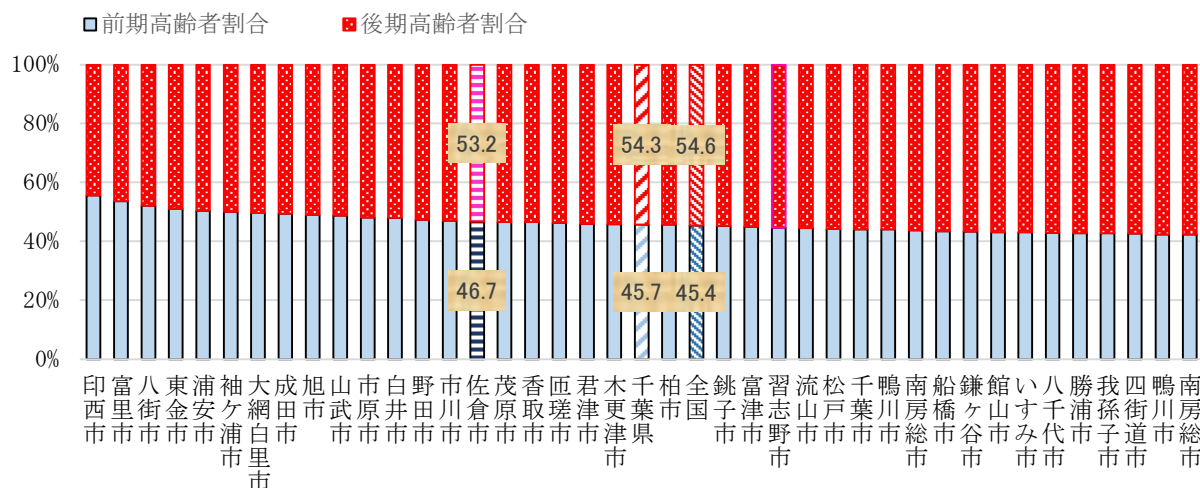 前期高齢者割合 後期高齢者割合
100%
80%
60%
40%
20%
0%
53.2 54.3 54.6
46.7 45.7 45.4
印西市
富里市
八街市
東金市
浦安市
袖ケ浦市
大網白里市
成田市
旭市
山武市
市原市
白井市
野田市
市川市
佐倉市
茂原市
香取市
匝瑳市
君津市
木更津市
千葉県
柏市
全国
銚子市
富津市
習志野市
流山市
松戸市
千葉市
鴨川市
南房総市
船橋市
鎌ヶ谷市
館山市
いすみ市
八千代市
勝浦市
我孫子市
四街道市
鴨川市
南房総市